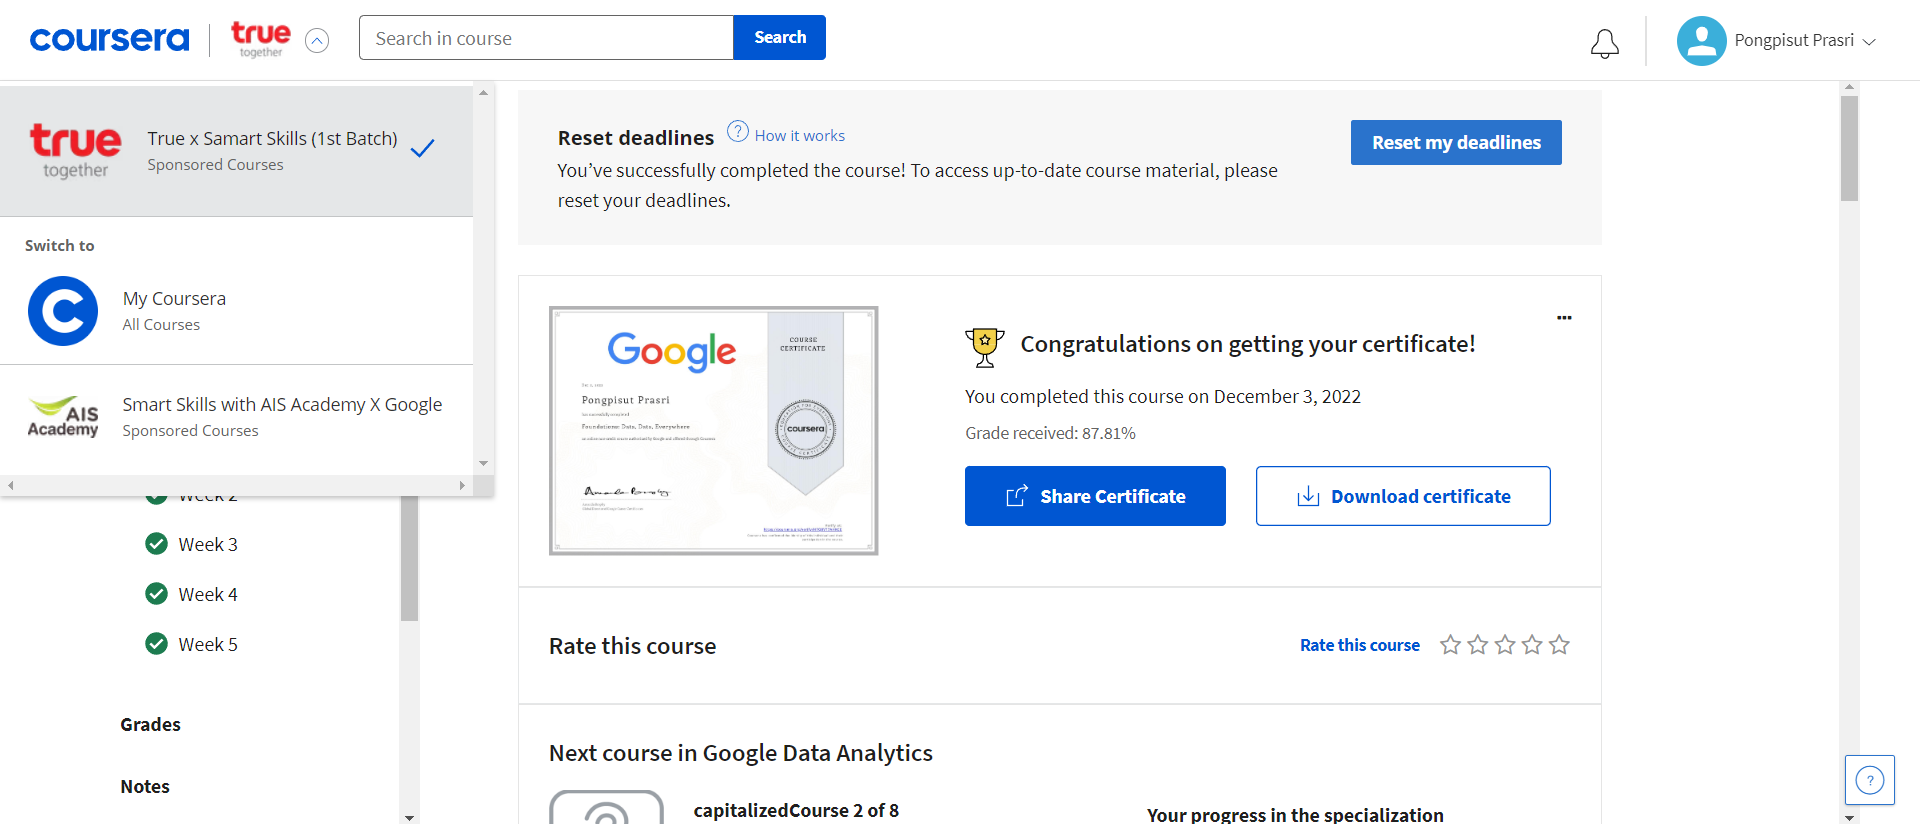 coursera
true
together
Search in course
Search
Pongpisut Prasri
true
together
True x Samart Skills (1st Batch)
Sponsored Courses
Switch to
My Coursera
All Courses
AIS
Academy
Smart Skills with AIS Academy X Google
Sponsored Courses
Week 2
Week 3
Week 4
Week 5
Grades
Notes
Reset deadlines
? How it works
You’ve successfully completed the course! To access up-to-date course material, please
reset your deadlines.
Reset my deadlines
Google
COURSE
CERTIFICATE
Pongpisut Prasri
Foundations: Data, Data, Everywhere
coursera
Congratulations on getting your certificate!
You completed this course on December 3, 2022
Grade received: 87.81%
Share Certificate
Download certificate
Rate this course
Rate this course
Next course in Google Data Analytics
capitalizedCourse 2 of 8
Your progress in the specialization
?